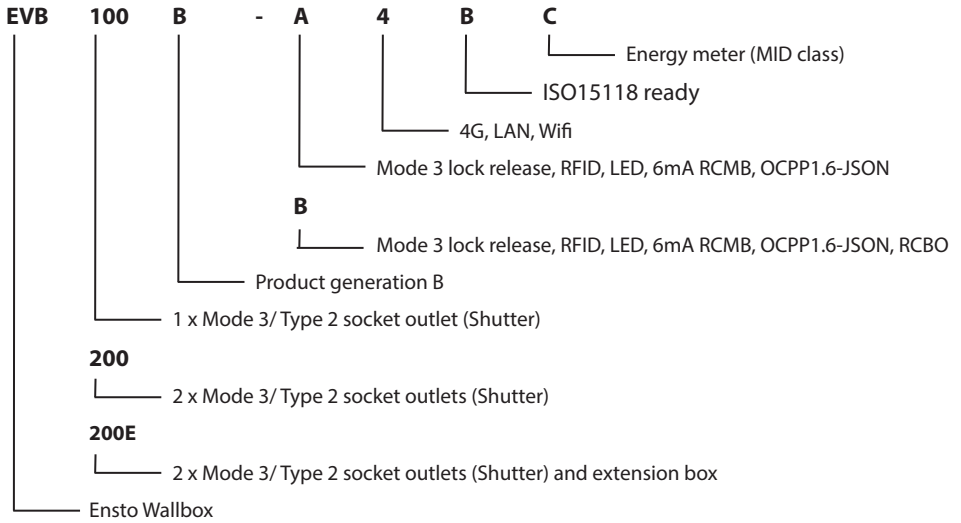 EVB 100 B - A 4 B C
Energy meter (MID class)
ISO15118 ready
4G, LAN, Wifi
Mode 3 lock release, RFID, LED, 6mA RCMB, OCPP1.6-JSON
B
Mode 3 lock release, RFID, LED, 6mA RCMB, OCPP1.6-JSON, RCBO
Product generation B
1 x Mode 3/ Type 2 socket outlet (Shutter)
200
2 x Mode 3/ Type 2 socket outlets (Shutter)
200E
2 x Mode 3/ Type 2 socket outlets (Shutter) and extension box
Ensto Wallbox